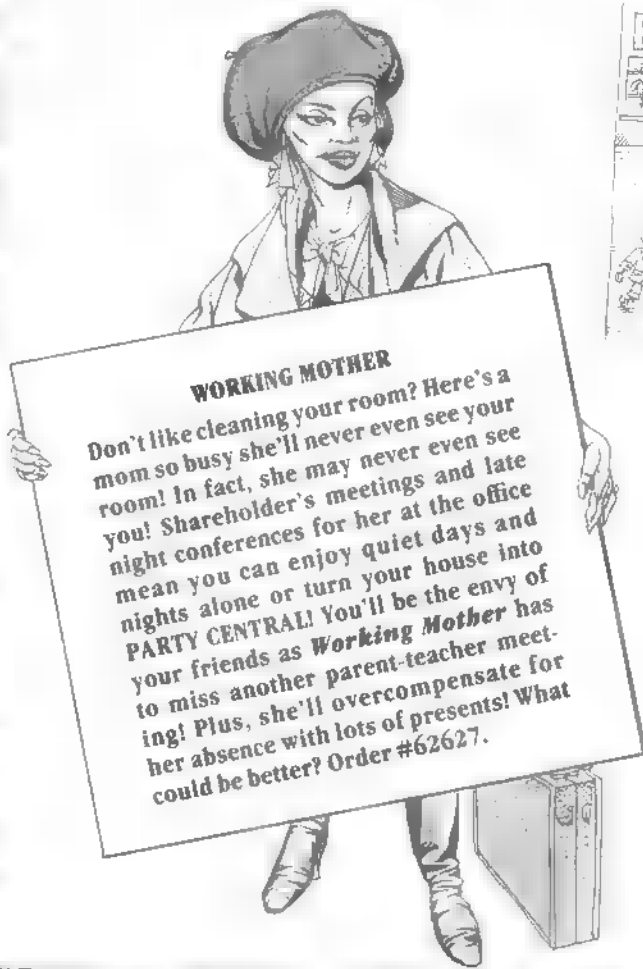 WORKING MOTHER
Don't like cleaning your room? Here's a
mom so busy she'll never even see your
room! In fact, she may never even see
you! Shareholder's meetings and late
night conferences for her at the office
mean you can enjoy quiet days and
nights alone or turn your house into
PARTY CENTRAL! You'll be the envy of
your friends as Working Mother has
to miss another parent-teacher meet-
ing! Plus, she'll overcompensate for
her absence with lots of presents! What
could be better? Order #62627.